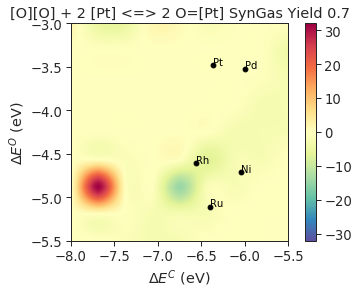 [O][O] + 2 [Pt] <=> 2 O=[Pt] SynGas Yield 0.7
−3.0
−3.5
−4.0
−4.5
−5.0
−5.5
ΔE^O (eV)
Pt
Pd
Rh
Ni
Ru
−8.0 −7.5 −7.0 −6.5 −6.0 −5.5
ΔE^C (eV)
30
20
10
0
−10
−20
−30